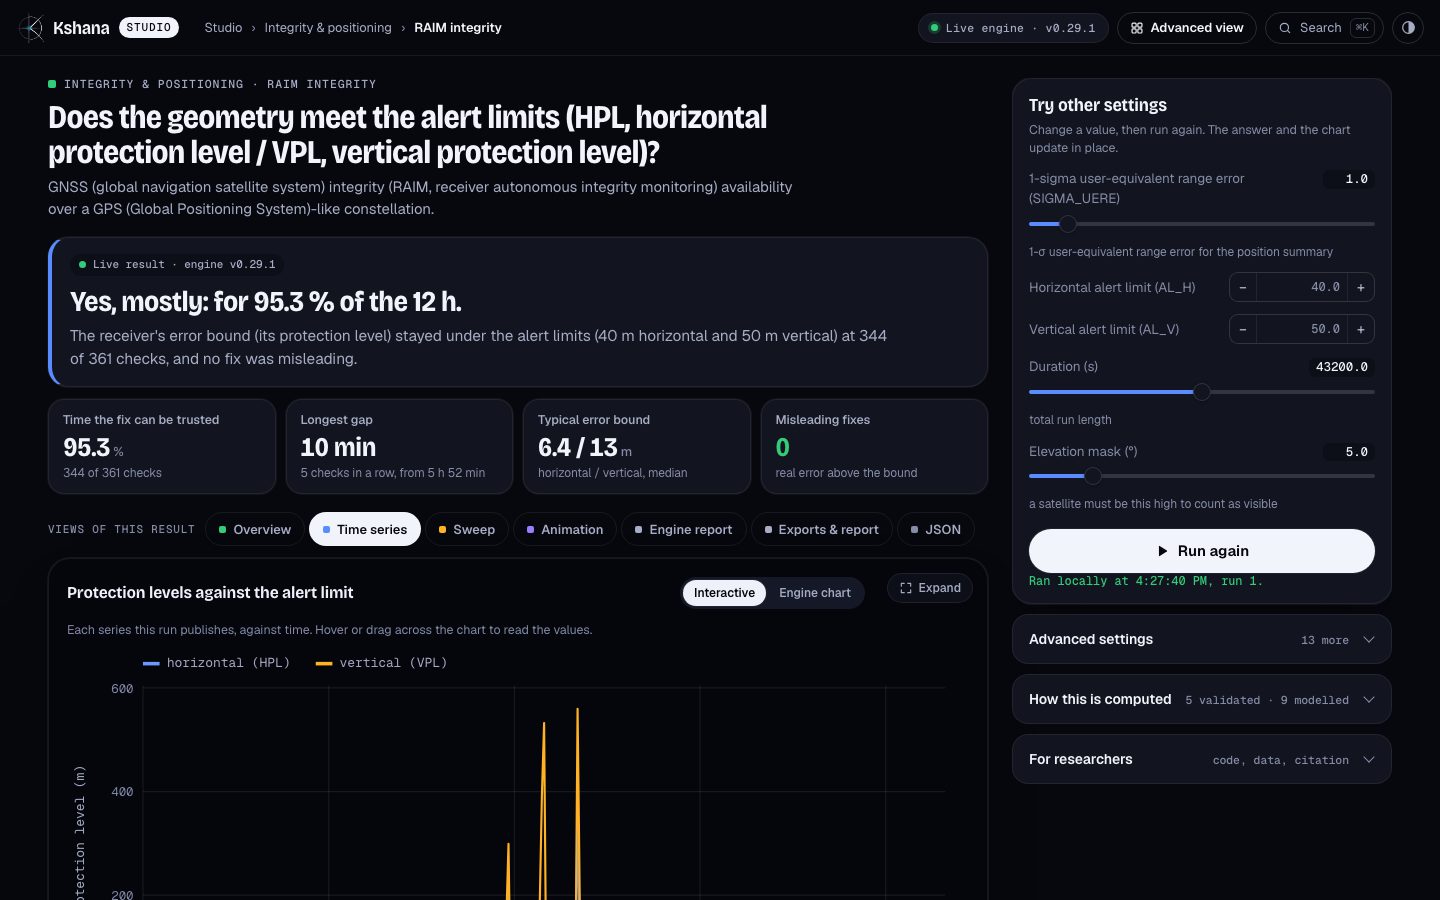 Kshana STUDIO Studio › Integrity & positioning › RAIM integrity
Live engine · v0.29.1 Advanced view Search ⌘K
INTEGRITY & POSITIONING · RAIM INTEGRITY
Does the geometry meet the alert limits (HPL, horizontal
protection level / VPL, vertical protection level)?
GNSS (global navigation satellite system) integrity (RAIM, receiver autonomous integrity monitoring) availability
over a GPS (Global Positioning System)-like constellation.
Live result · engine v0.29.1
Yes, mostly: for 95.3 % of the 12 h.
The receiver's error bound (its protection level) stayed under the alert limits (40 m horizontal and 50 m vertical) at 344
of 361 checks, and no fix was misleading.
Time the fix can be trusted
95.3 %
344 of 361 checks
Longest gap
10 min
5 checks in a row, from 5 h 52 min
Typical error bound
6.4 / 13 m
horizontal / vertical, median
Misleading fixes
0
real error above the bound
VIEWS OF THIS RESULT Overview Time series Sweep Animation Engine report Exports & report JSON
Protection levels against the alert limit
Interactive Engine chart Expand
Each series this run publishes, against time. Hover or drag across the chart to read the values.
horizontal (HPL) vertical (VPL)
600
400
200
otection level (m)
Try other settings
Change a value, then run again. The answer and the chart
update in place.
1-sigma user-equivalent range error
(SIGMA_UERE)
1.0
1-σ user-equivalent range error for the position summary
Horizontal alert limit (AL_H) − 40.0 +
Vertical alert limit (AL_V) − 50.0 +
Duration (s) 43200.0
total run length
Elevation mask (°) 5.0
a satellite must be this high to count as visible
Run again
Ran locally at 4:27:40 PM, run 1.
Advanced settings 13 more
How this is computed 5 validated · 9 modelled
For researchers code, data, citation